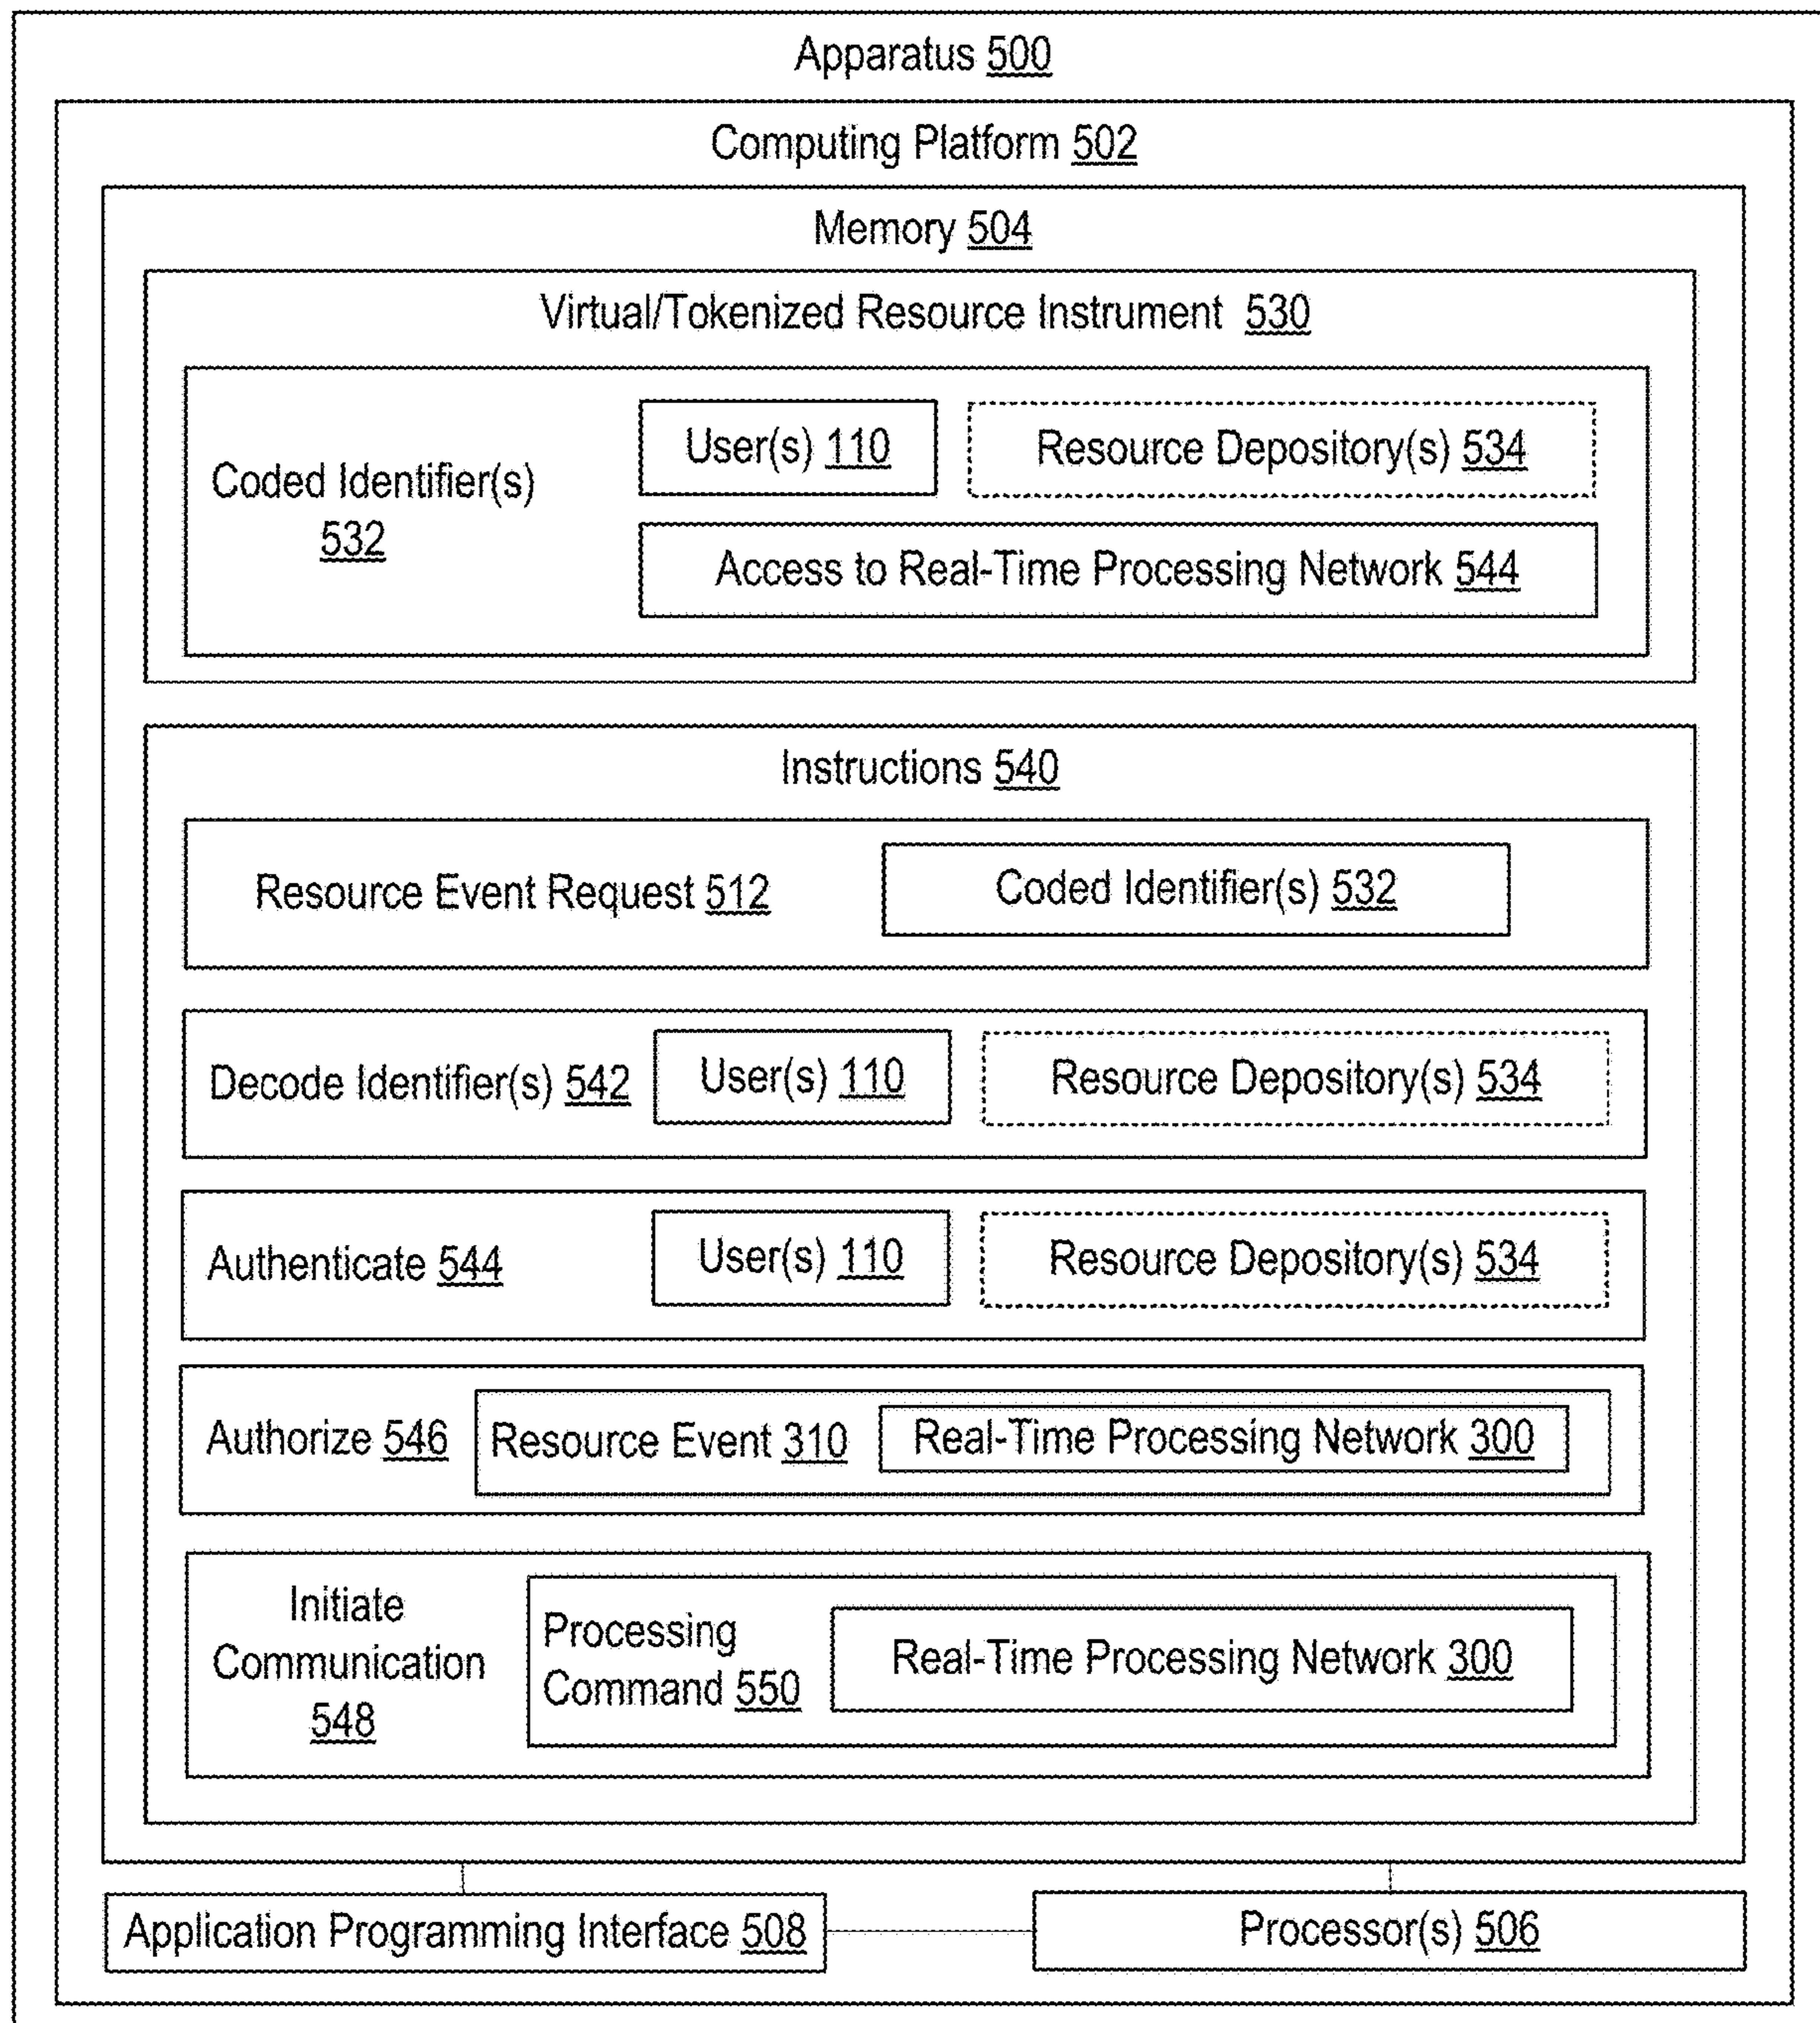 Apparatus 500
Computing Platform 502
Memory 504
Virtual/Tokenized Resource Instrument 530
User(s) 110
Resource Depository(s) 534
Coded Identifier(s)
532
Access to Real-Time Processing Network 544
Instructions 540
Resource Event Request 512
Coded Identifier(s) 532
Decode Identifier(s) 542
User(s) 110
Resource Depository(s) 534
Authenticate 544
User(s) 110
Resource Depository(s) 534
Authorize 546
Resource Event 310
Real-Time Processing Network 300
Initiate
Communication
548
Processing
Command 550
Real-Time Processing Network 300
Application Programming Interface 508
Processor(s) 506